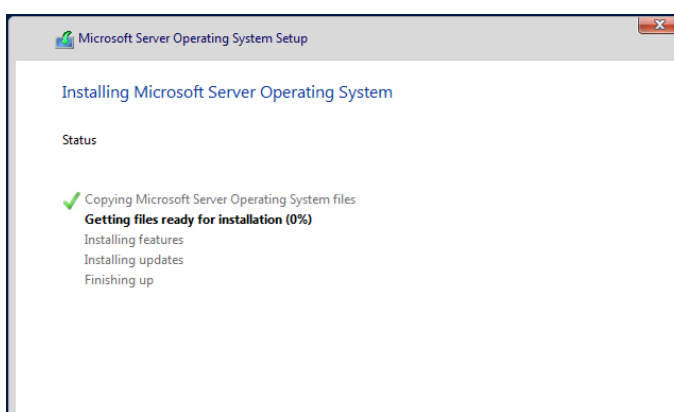 Microsoft Server Operating System Setup
Installing Microsoft Server Operating System
Status
Copying Microsoft Server Operating System files
Getting files ready for installation (0%)
Installing features
Installing updates
Finishing up